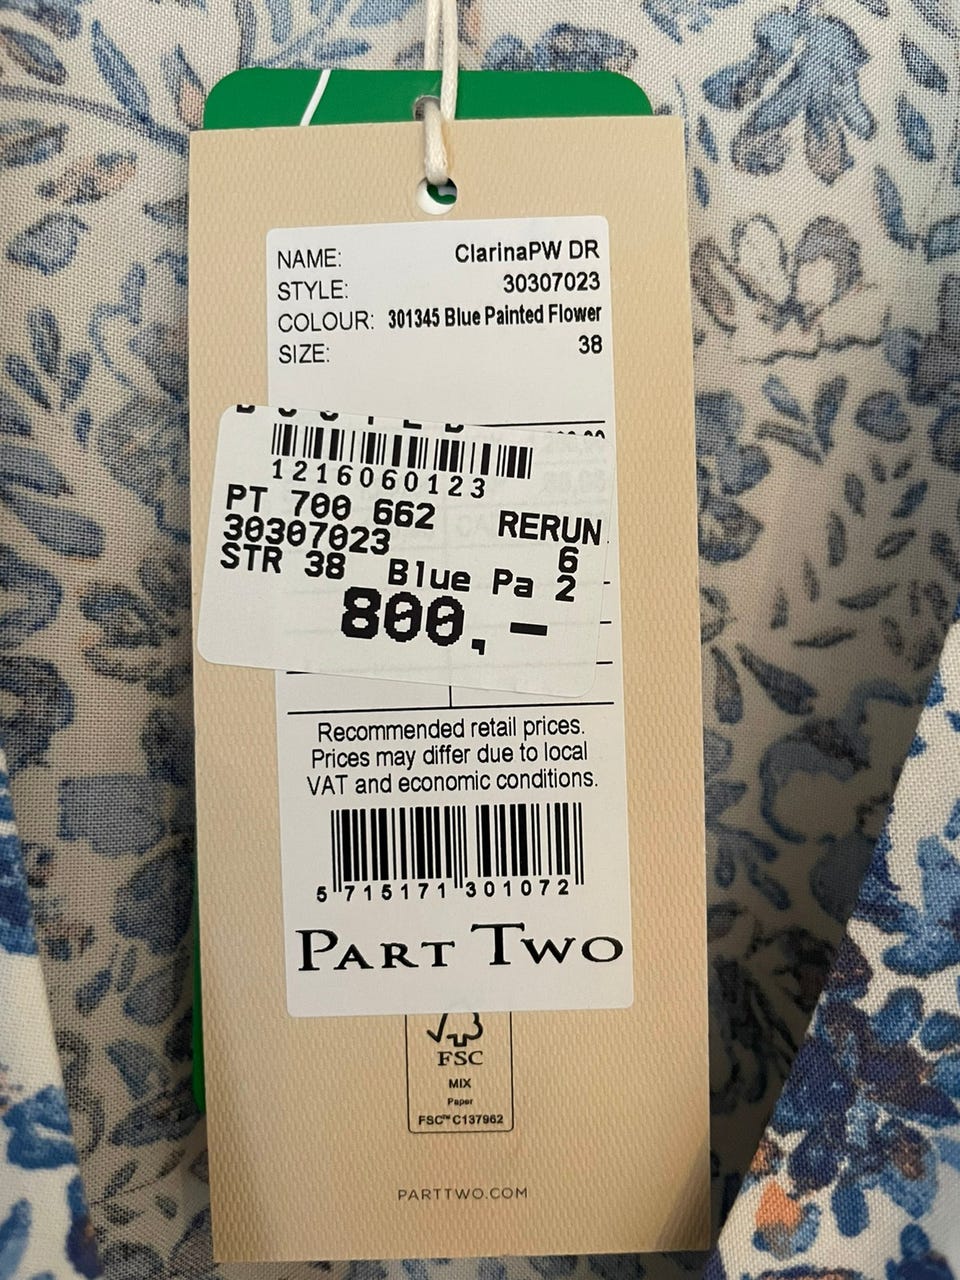 NAME: ClarinaPW DR
STYLE: 30307023
COLOUR: 301345 Blue Painted Flower
SIZE: 38
1216060123
PT 700 662 RERUN
30307023 6
STR 38 Blue Pa 2
800,-
Recommended retail prices.
Prices may differ due to local
VAT and economic conditions.
5 715171 301072
PART TWO
FSC
MIX
Paper
FSC™ C137962
PARTTWO.COM